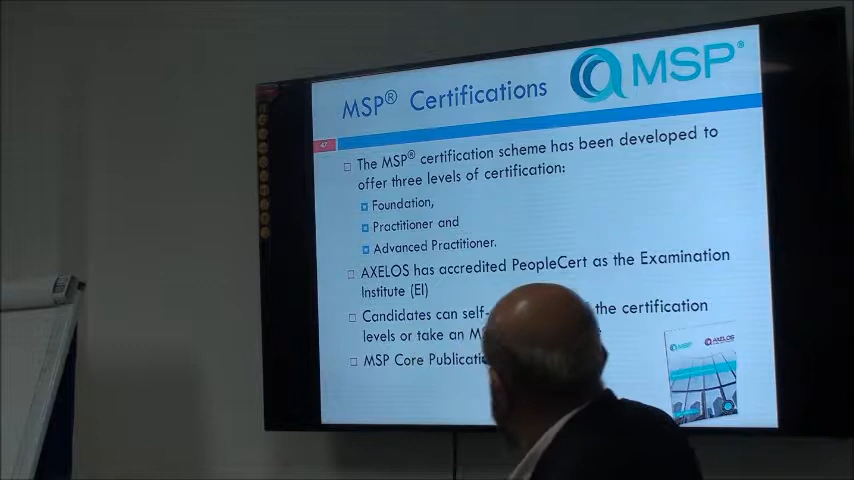 MSP® Certifications
MSP®
47
The MSP® certification scheme has been developed to
offer three levels of certification:
Foundation,
Practitioner and
Advanced Practitioner.
AXELOS has accredited PeopleCert as the Examination
Institute (EI)
Candidates can self- the certification
levels or take an
MSP Core
MSP AXELOS